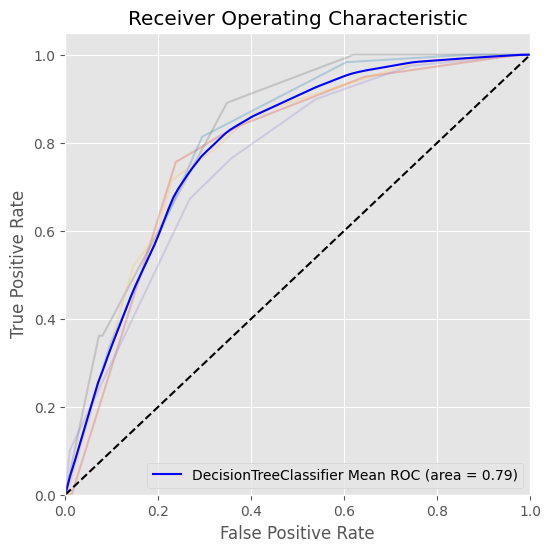 Receiver Operating Characteristic
1.0
0.8
0.6
0.4
0.2
0.0
True Positive Rate
DecisionTreeClassifier Mean ROC (area = 0.79)
0.0 0.2 0.4 0.6 0.8 1.0
False Positive Rate